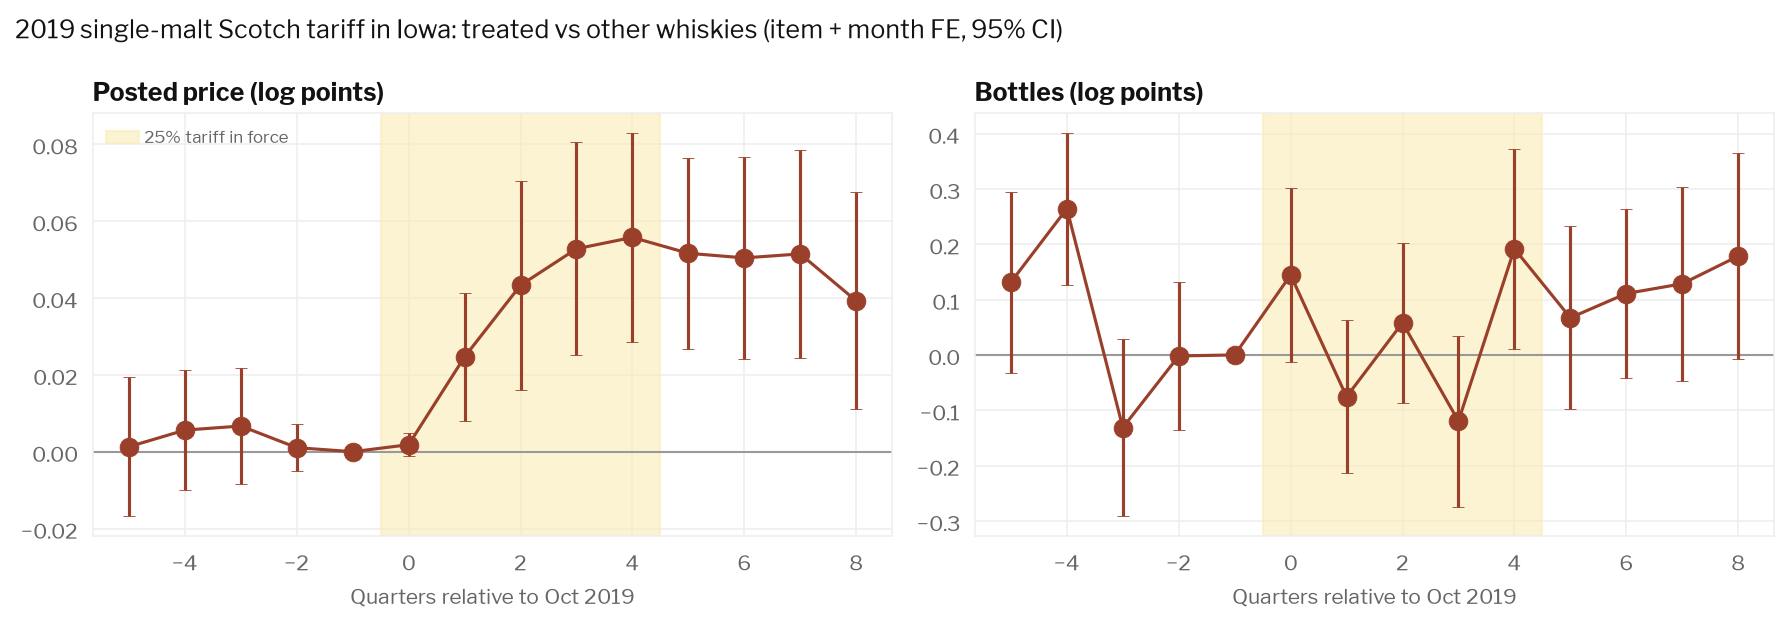 2019 single-malt Scotch tariff in Iowa: treated vs other whiskies (item + month FE, 95% CI)
Posted price (log points)
25% tariff in force
0.08
0.06
0.04
0.02
0.00
−0.02
−4 −2 0 2 4 6 8
Quarters relative to Oct 2019
Bottles (log points)
0.4
0.3
0.2
0.1
0.0
−0.1
−0.2
−0.3
−4 −2 0 2 4 6 8
Quarters relative to Oct 2019